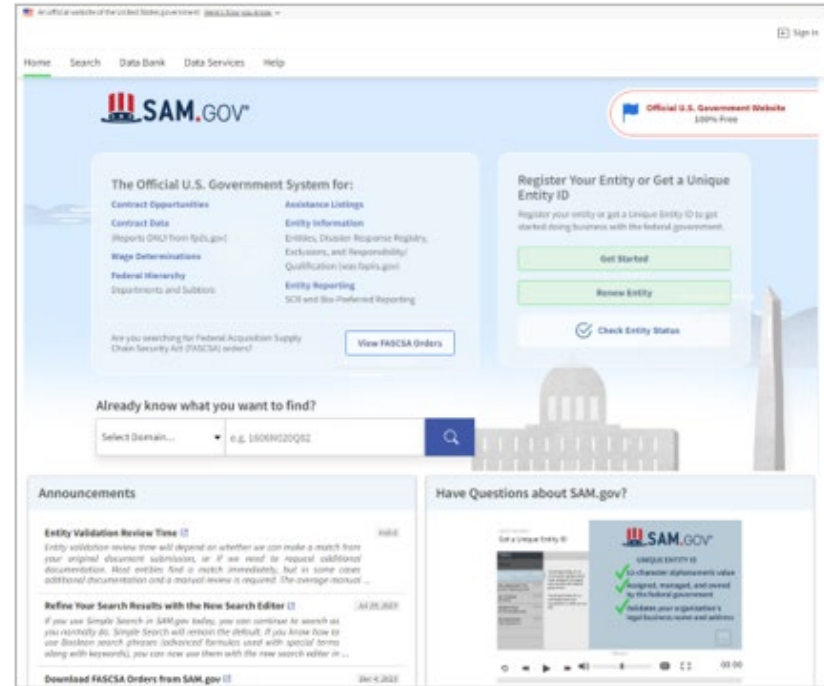 An official website of the United States government Here's how you know
Sign In
Home Search Data Bank Data Services Help
SAM.GOV®
Official U.S. Government Website
100% Free
The Official U.S. Government System for:
Contract Opportunities
Contract Data
(Reports ONLY from fpds.gov)
Wage Determinations
Federal Hierarchy
Departments and Subtiers
Assistance Listings
Entity Information
Entities, Disaster Response Registry,
Exclusions, and Responsibility/
Qualification (was fapiis.gov)
Entity Reporting
SCR and Bio-Preferred Reporting
Are you searching for Federal Acquisition Supply
Chain Security Act (FASCSA) orders?
View FASCSA Orders
Register Your Entity or Get a Unique
Entity ID
Register your entity or get a Unique Entity ID to get
started doing business with the federal government.
Get Started
Renew Entity
Check Entity Status
Already know what you want to find?
Select Domain...
e.g. 1606N020Q02
Announcements
Entity Validation Review Time
Entity validation review time will depend on whether we can make a match from
your original document submission, or if we need to request additional
documentation. Most entities find a match immediately, but in some cases
additional documentation and a manual review is required. The average manual ...
Refine Your Search Results with the New Search Editor
Jul 25, 2023
If you use Simple Search in SAM.gov today, you can continue to search as
you normally do. Simple Search will remain the default. If you know how to
use Boolean search phrases (advanced formulas used with special terms
along with keywords), you can now use them with the new search editor in ...
Download FASCSA Orders from SAM.gov
Dec 4, 2023
Have Questions about SAM.gov?
Get a Unique Entity ID
SAM.GOV®
UNIQUE ENTITY ID
12-character alphanumeric value
Assigned, managed, and owned
by the federal government
Validates your organization's
legal business name and address
00:00